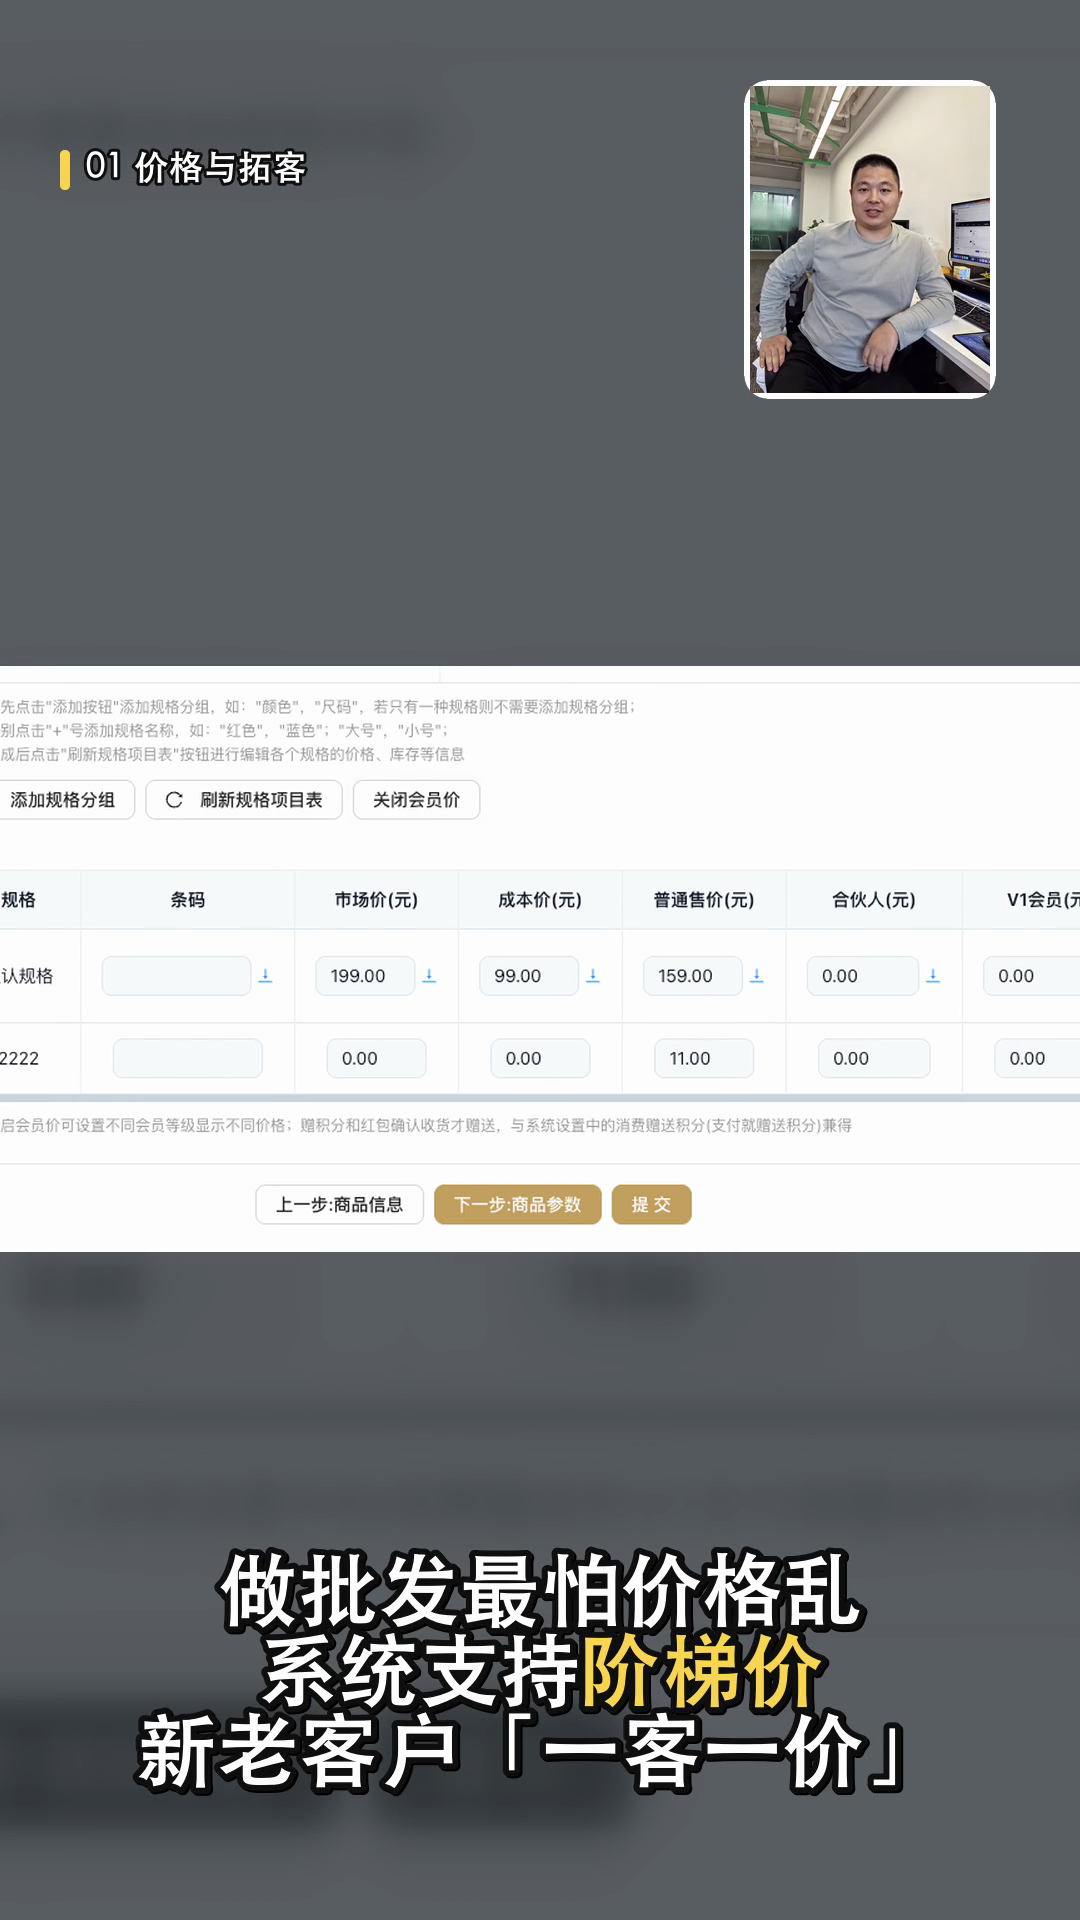 01 价格与拓客
先点击"添加按钮"添加规格分组，如："颜色"，"尺码"，若只有一种规格则不需要添加规格分组；
别点击"+"号添加规格名称，如："红色"，"蓝色"；"大号"，"小号"；
成后点击"刷新规格项目表"按钮进行编辑各个规格的价格、库存等信息
添加规格分组 刷新规格项目表 关闭会员价
规格 条码 市场价(元) 成本价(元) 普通售价(元) 合伙人(元) V1会员(元
认规格 199.00 99.00 159.00 0.00 0.00
2222 0.00 0.00 11.00 0.00 0.00
启会员价可设置不同会员等级显示不同价格；赠积分和红包确认收货才赠送，与系统设置中的消费赠送积分(支付就赠送积分)兼得
上一步:商品信息 下一步:商品参数 提 交
做批发最怕价格乱
系统支持阶梯价
新老客户「一客一价」